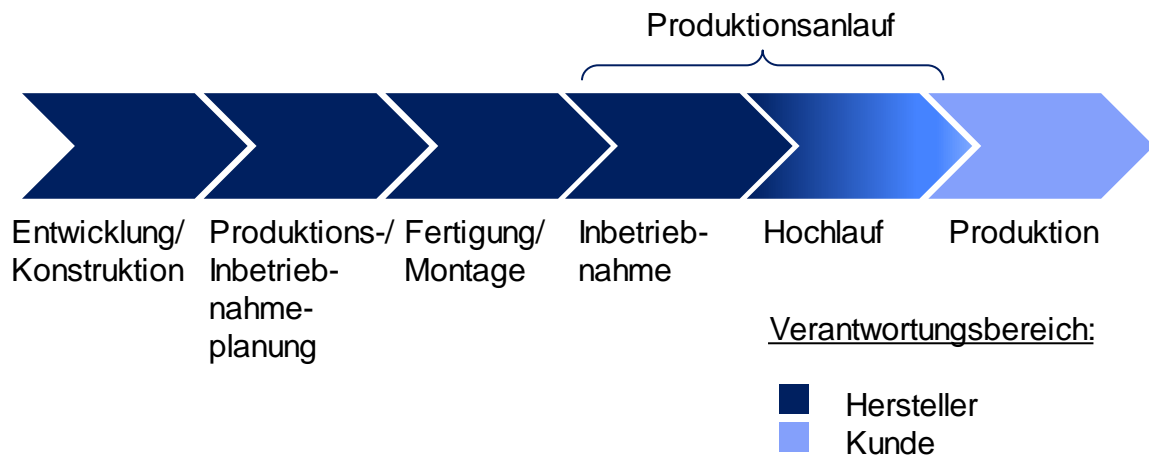 Produktionsanlauf
Entwicklung/
Konstruktion
Produktions-/
Inbetrieb-
nahme-
planung
Fertigung/
Montage
Inbetrieb-
nahme
Hochlauf
Produktion
Verantwortungsbereich:
Hersteller
Kunde